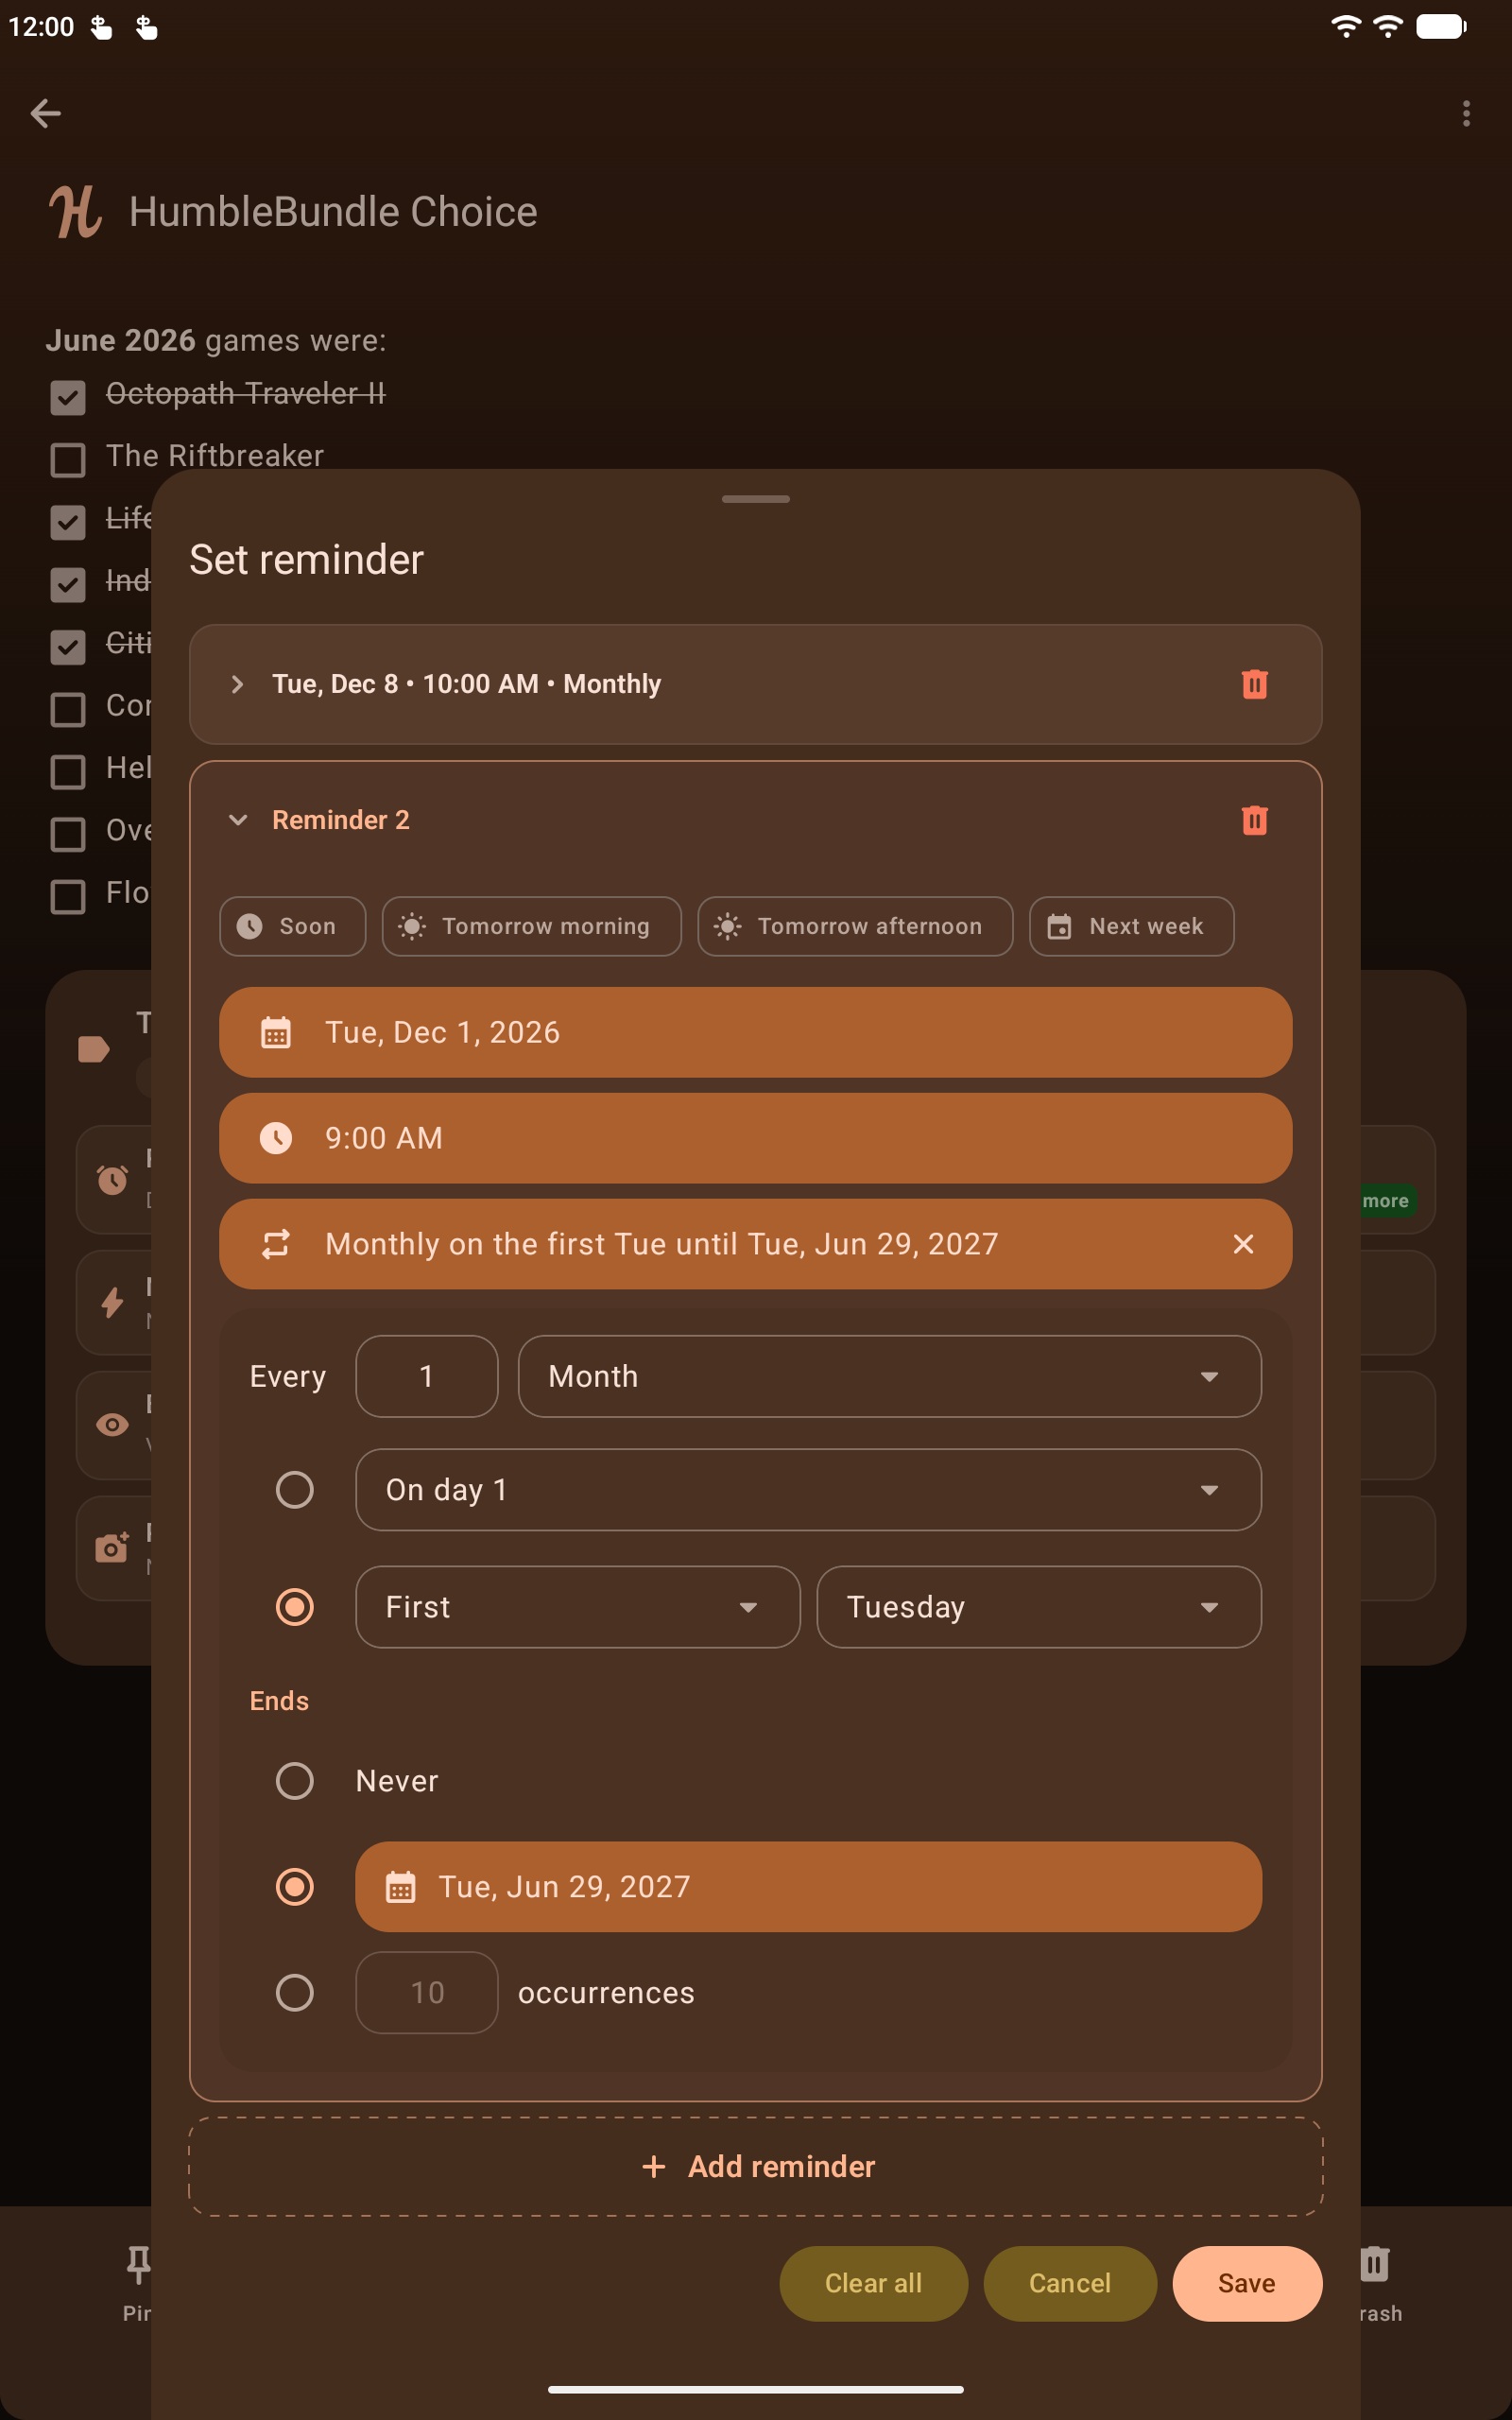 12:00
HumbleBundle Choice
June 2026 games were:
Octopath Traveler II
The Riftbreaker
Set reminder
Tue, Dec 8 • 10:00 AM • Monthly
Reminder 2
Soon
Tomorrow morning
Tomorrow afternoon
Next week
Tue, Dec 1, 2026
9:00 AM
Monthly on the first Tue until Tue, Jun 29, 2027
more
Every 1 Month
On day 1
First Tuesday
Ends
Never
Tue, Jun 29, 2027
10 occurrences
Add reminder
Clear all Cancel Save